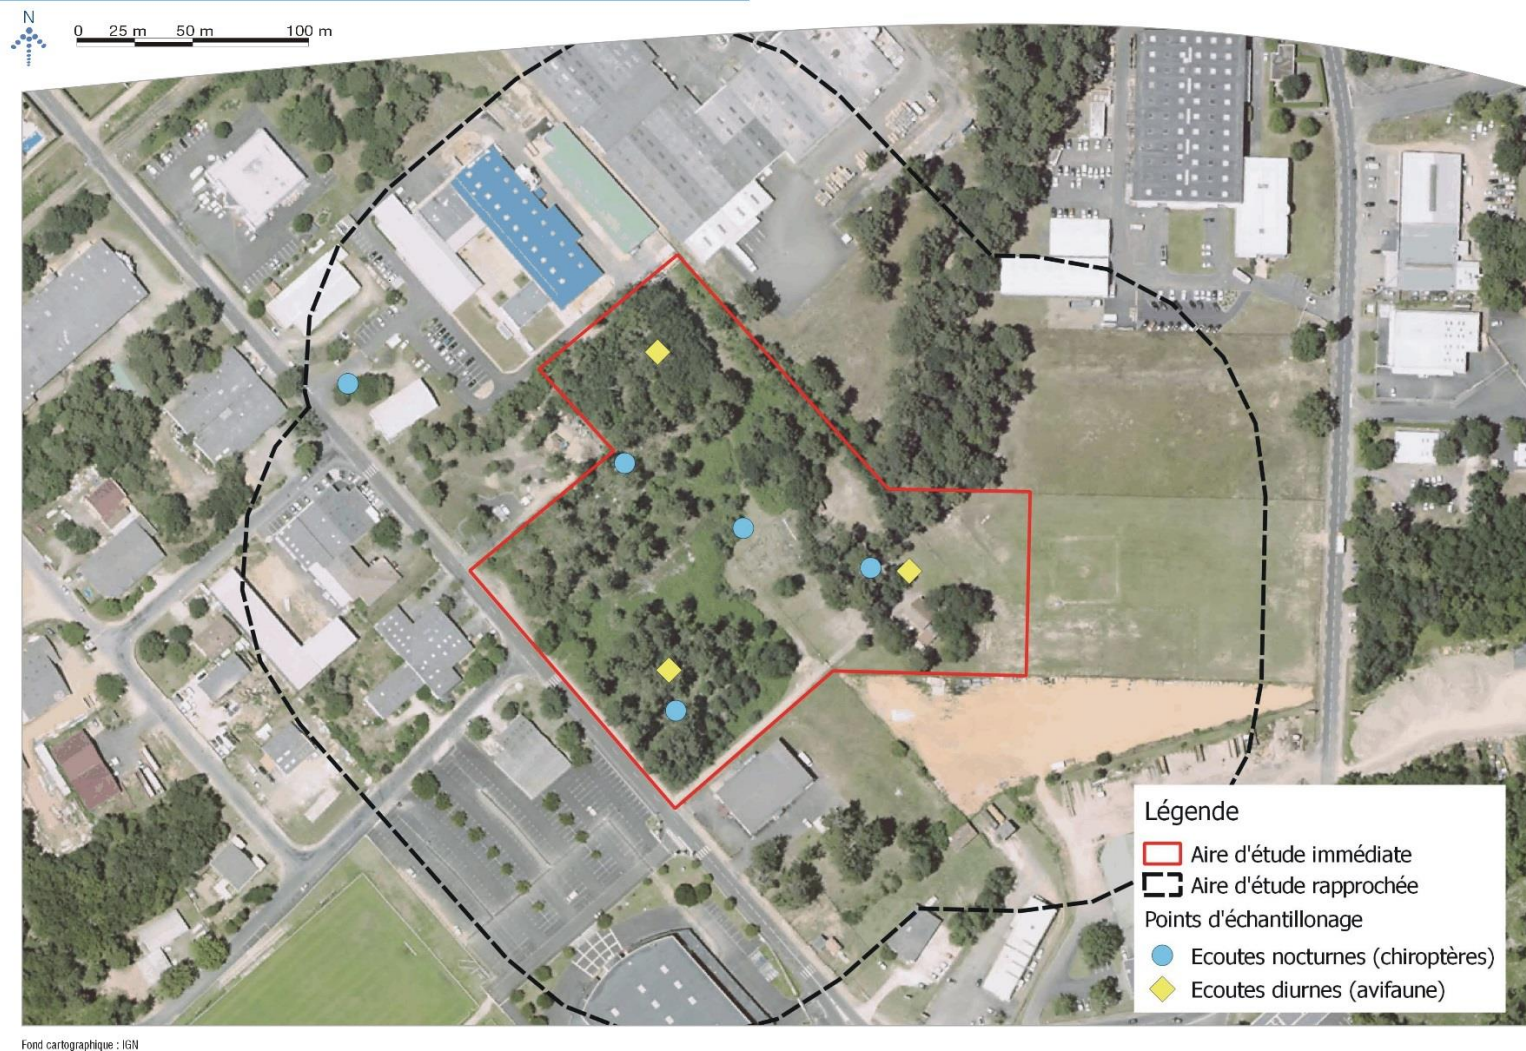 N
0 25 m 50 m 100 m
Légende
Aire d'étude immédiate
Aire d'étude rapprochée
Points d'échantillonage
Ecoutes nocturnes (chiroptères)
Ecoutes diurnes (avifaune)
Fond cartographique : IGN